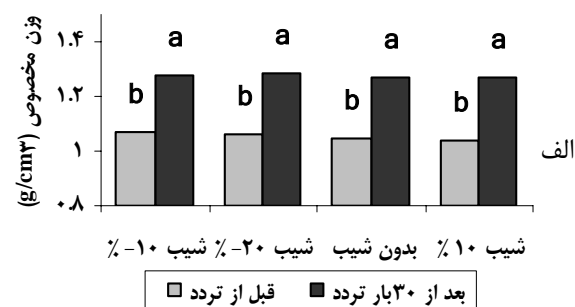 وزن مخصوص (g/cm۳)
۱.۴
۱.۲
۱
۰.۸
b a b a b a b a
الف
شیب ۱۰- ٪ شیب ۲۰- ٪ بدون شیب شیب ۱۰ ٪
قبل از تردد بعد از ۳۰بار تردد